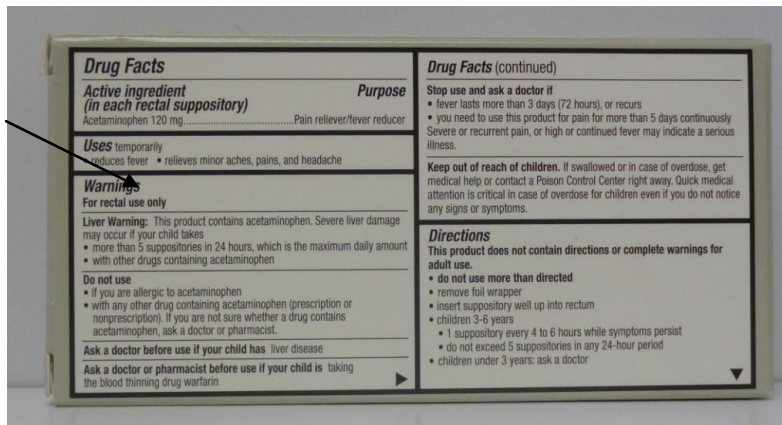 Drug Facts
Active ingredient
(in each rectal suppository) Purpose
Acetaminophen 120 mg..............................Pain reliever/fever reducer
Uses temporarily
• reduces fever • relieves minor aches, pains, and headache
Warnings
For rectal use only
Liver Warning: This product contains acetaminophen. Severe liver damage
may occur if your child takes
• more than 5 suppositories in 24 hours, which is the maximum daily amount
• with other drugs containing acetaminophen
Do not use
• if you are allergic to acetaminophen
• with any other drug containing acetaminophen (prescription or
nonprescription). If you are not sure whether a drug contains
acetaminophen, ask a doctor or pharmacist.
Ask a doctor before use if your child has liver disease
Ask a doctor or pharmacist before use if your child is taking
the blood thinning drug warfarin
Drug Facts (continued)
Stop use and ask a doctor if
• fever lasts more than 3 days (72 hours), or recurs
• you need to use this product for pain for more than 5 days continuously
Severe or recurrent pain, or high or continued fever may indicate a serious
illness.
Keep out of reach of children. If swallowed or in case of overdose, get
medical help or contact a Poison Control Center right away. Quick medical
attention is critical in case of overdose for children even if you do not notice
any signs or symptoms.
Directions
This product does not contain directions or complete warnings for
adult use.
• do not use more than directed
• remove foil wrapper
• insert suppository well up into rectum
• children 3-6 years
• 1 suppository every 4 to 6 hours while symptoms persist
• do not exceed 5 suppositories in any 24-hour period
• children under 3 years: ask a doctor